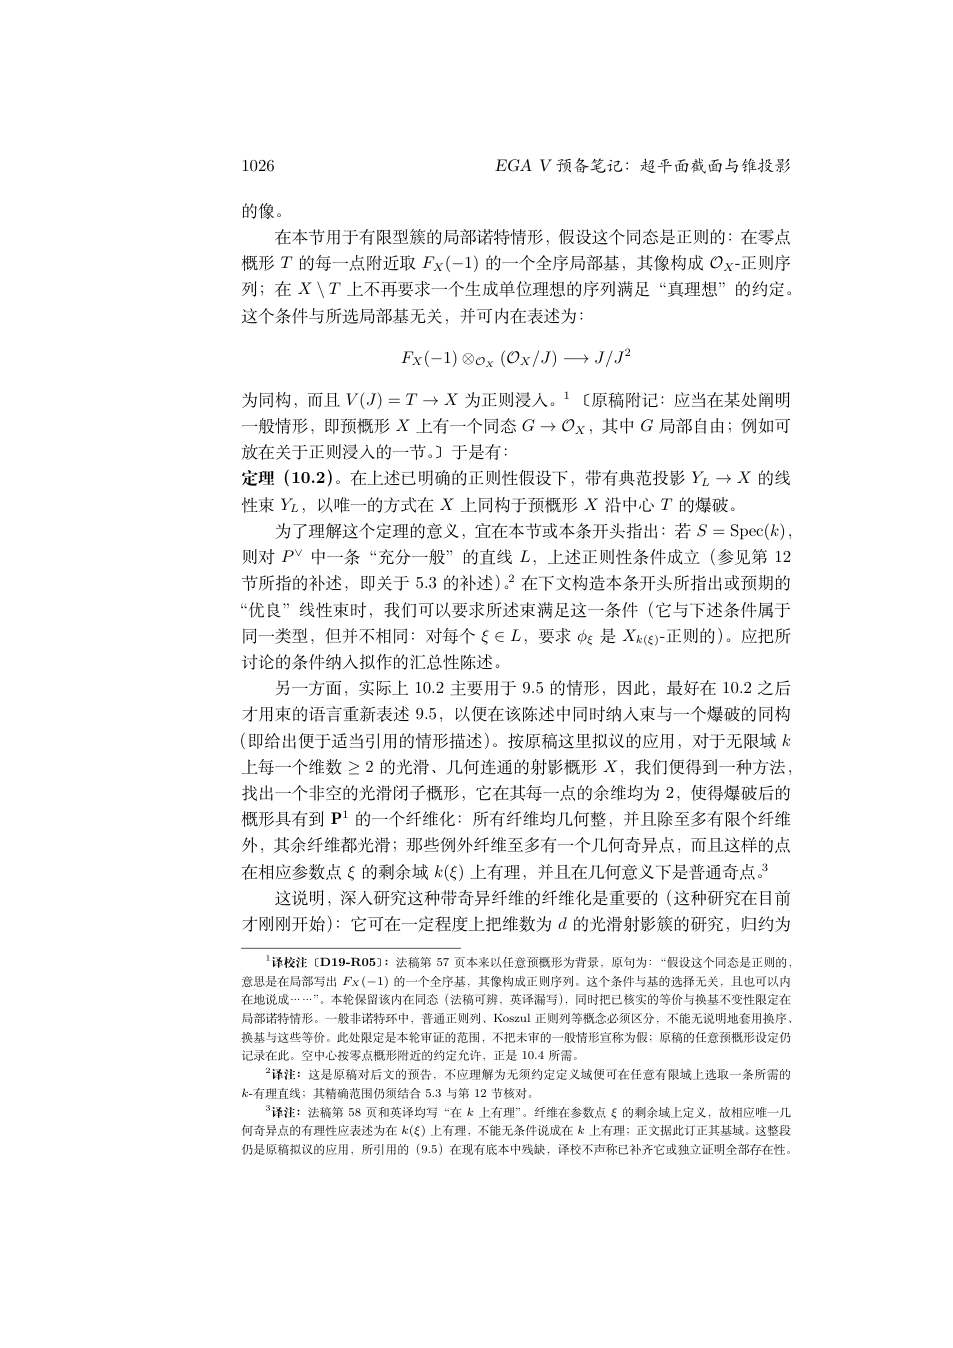 1026 EGA V 预备笔记：超平面截面与锥投影
的像。
在本节用于有限型簇的局部诺特情形，假设这个同态是正则的：在零点
概形 T 的每一点附近取 F_X(−1) 的一个全序局部基，其像构成 𝒪_X-正则序
列；在 X \ T 上不再要求一个生成单位理想的序列满足“真理想”的约定。
这个条件与所选局部基无关，并可内在表述为：
F_X(−1) ⊗_{𝒪_X} (𝒪_X/J) ⟶ J/J²
为同构，而且 V(J) = T → X 为正则浸入。¹〔原稿附记：应当在某处阐明
一般情形，即预概形 X 上有一个同态 G → 𝒪_X，其中 G 局部自由；例如可
放在关于正则浸入的一节。〕于是有：
定理（10.2）。在上述已明确的正则性假设下，带有典范投影 Y_L → X 的线
性束 Y_L，以唯一的方式在 X 上同构于预概形 X 沿中心 T 的爆破。
为了理解这个定理的意义，宜在本节或本条开头指出：若 S = Spec(k)，
则对 P^∨ 中一条“充分一般”的直线 L，上述正则性条件成立（参见第 12
节所指的补述，即关于 5.3 的补述）。² 在下文构造本条开头所指出或预期的
“优良”线性束时，我们可以要求所述束满足这一条件（它与下述条件属于
同一类型，但并不相同：对每个 ξ ∈ L，要求 ϕ_ξ 是 X_{k(ξ)}-正则的）。应把所
讨论的条件纳入拟作的汇总性陈述。
另一方面，实际上 10.2 主要用于 9.5 的情形，因此，最好在 10.2 之后
才用束的语言重新表述 9.5，以便在该陈述中同时纳入束与一个爆破的同构
（即给出便于适当引用的情形描述）。按原稿这里拟议的应用，对于无限域 k
上每一个维数 ≥ 2 的光滑、几何连通的射影概形 X，我们便得到一种方法，
找出一个非空的光滑闭子概形，它在其每一点的余维均为 2，使得爆破后的
概形具有到 P¹ 的一个纤维化：所有纤维均几何整，并且除至多有限个纤维
外，其余纤维都光滑；那些例外纤维至多有一个几何奇异点，而且这样的点
在相应参数点 ξ 的剩余域 k(ξ) 上有理，并且在几何意义下是普通奇点。³
这说明，深入研究这种带奇异纤维的纤维化是重要的（这种研究在目前
才刚刚开始）：它可在一定程度上把维数为 d 的光滑射影簇的研究，归约为
¹译校注〔D19-R05〕：法稿第 57 页本来以任意预概形为背景，原句为：“假设这个同态是正则的，
意思是在局部写出 F_X(−1) 的一个全序基，其像构成正则序列。这个条件与基的选择无关，且也可以内
在地说成⋯⋯”。本轮保留该内在同态（法稿可辨，英译漏写），同时把已核实的等价与换基不变性限定在
局部诺特情形。一般非诺特环中，普通正则列、Koszul 正则列等概念必须区分，不能无说明地套用换序、
换基与这些等价。此处限定是本轮审证的范围，不把未审的一般情形宣称为假；原稿的任意预概形设定仍
记录在此。空中心按零点概形附近的约定允许，正是 10.4 所需。
²译注：这是原稿对后文的预告，不应理解为无须约定定义域便可在任意有限域上选取一条所需的
k-有理直线；其精确范围仍须结合 5.3 与第 12 节核对。
³译注：法稿第 58 页和英译均写“在 k 上有理”。纤维在参数点 ξ 的剩余域上定义，故相应唯一几
何奇异点的有理性应表述为在 k(ξ) 上有理，不能无条件说成在 k 上有理；正文据此订正其基域。这整段
仍是原稿拟议的应用，所引用的（9.5）在现有底本中残缺，译校不声称已补齐它或独立证明全部存在性。